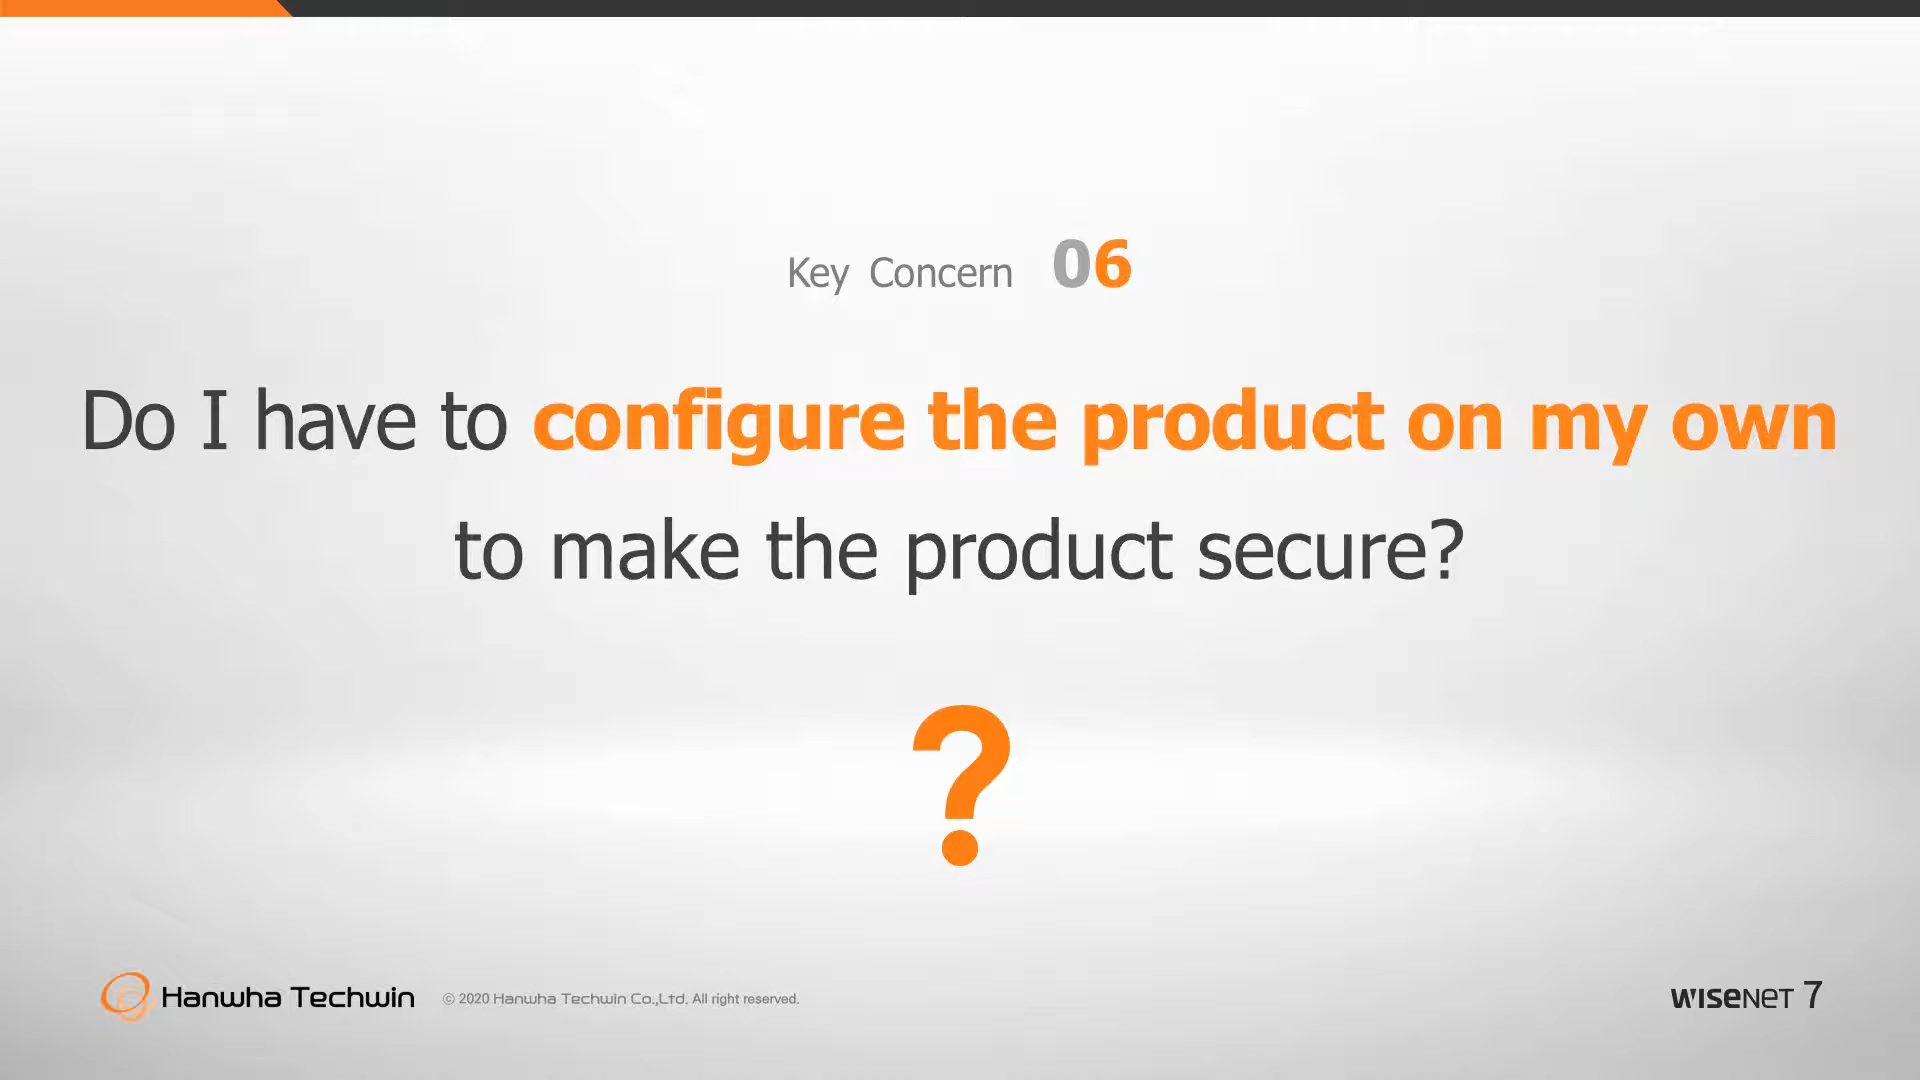 Key Concern 06
Do I have to configure the product on my own
to make the product secure?
?
Hanwha Techwin © 2020 Hanwha Techwin Co.,Ltd. All right reserved. WISENET 7